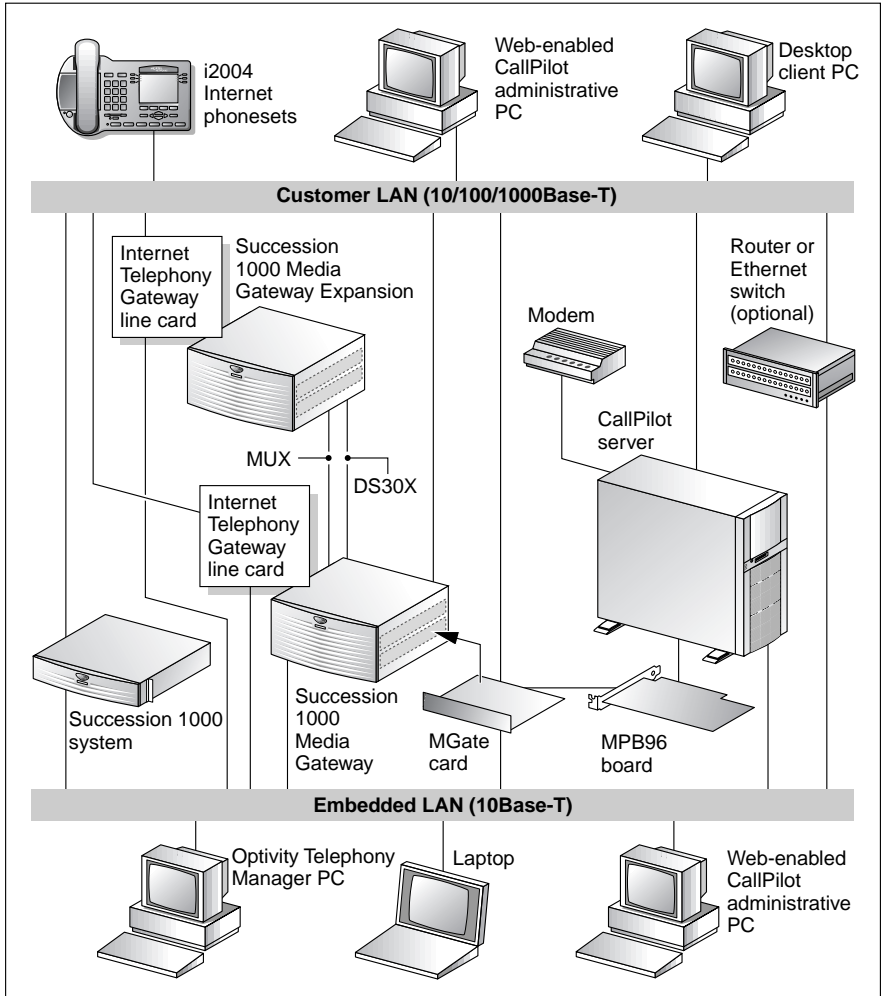 i2004
Internet
phonesets
Web-enabled
CallPilot
administrative
PC
Desktop
client PC
Customer LAN (10/100/1000Base-T)
Internet
Telephony
Gateway
line card
Succession
1000 Media
Gateway Expansion
Modem
Router or
Ethernet
switch
(optional)
CallPilot
server
MUX
DS30X
Internet
Telephony
Gateway
line card
Succession 1000
system
Succession
1000
Media
Gateway
MGate
card
MPB96
board
Embedded LAN (10Base-T)
Optivity Telephony
Manager PC
Laptop
Web-enabled
CallPilot
administrative
PC